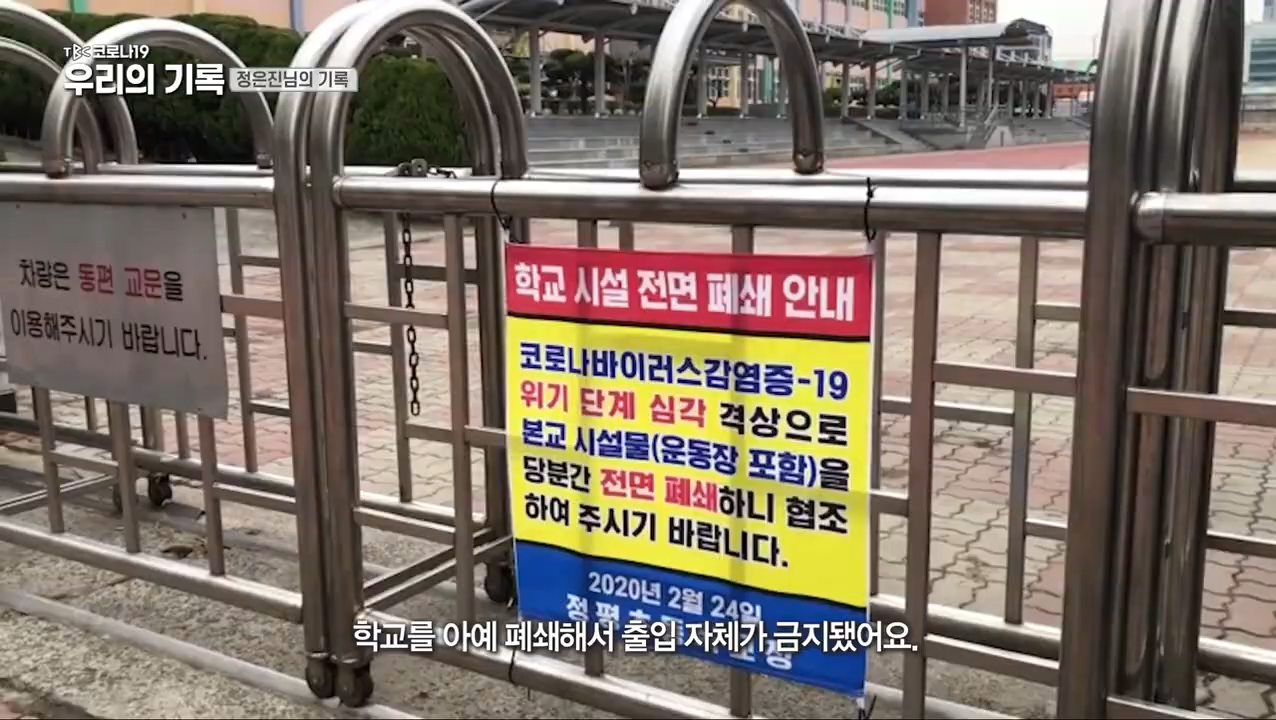 TBC 코로나19
우리의 기록 정은진님의 기록
차량은 동편 교문을
이용해주시기 바랍니다.
학교 시설 전면 폐쇄 안내
코로나바이러스감염증-19
위기 단계 심각 격상으로
본교 시설물(운동장 포함)을
당분간 전면 폐쇄하니 협조
하여 주시기 바랍니다.
2020년 2월 24일
학교를 아예 폐쇄해서 출입 자체가 금지됐어요.